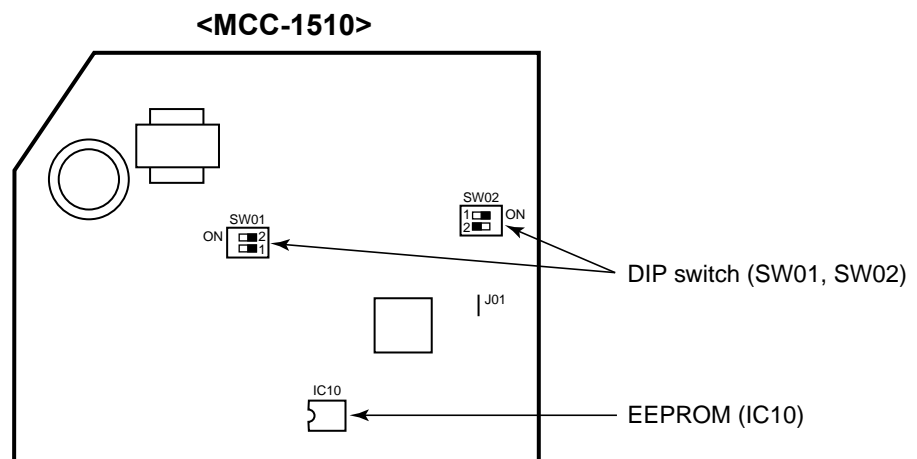 <MCC-1510>
SW02
1
ON
2
SW01
ON
2
1
DIP switch (SW01, SW02)
J01
IC10
EEPROM (IC10)